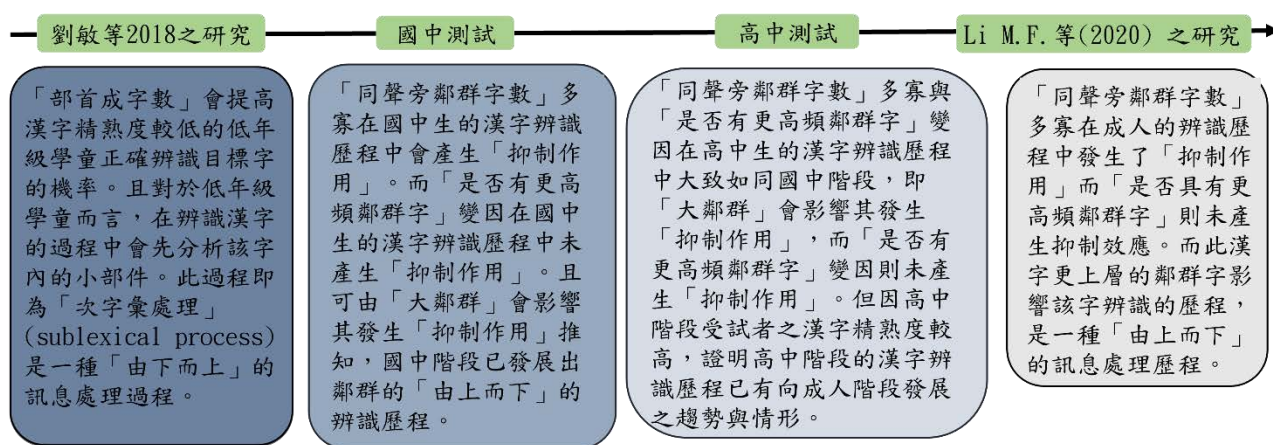 劉敏等2018之研究
國中測試
高中測試
Li M.F.等(2020) 之研究
「部首成字數」會提高
漢字精熟度較低的低年
級學童正確辨識目標字
的機率。且對於低年級
學童而言，在辨識漢字
的過程中會先分析該字
內的小部件。此過程即
為「次字彙處理」
(sublexical process)
是一種「由下而上」的
訊息處理過程。
「同聲旁鄰群字數」多
寡在國中生的漢字辨識
歷程中會產生「抑制作
用」。而「是否有更高
頻鄰群字」變因在國中
生的漢字辨識歷程中未
產生「抑制作用」。且
可由「大鄰群」會影響
其發生「抑制作用」推
知，國中階段已發展出
鄰群的「由上而下」的
辨識歷程。
「同聲旁鄰群字數」多寡與
「是否有更高頻鄰群字」變
因在高中生的漢字辨識歷程
中大致如同國中階段，即
「大鄰群」會影響其發生
「抑制作用」，而「是否有
更高頻鄰群字」變因則未產
生「抑制作用」。但因高中
階段受試者之漢字精熟度較
高，證明高中階段的漢字辨
識歷程已有向成人階段發展
之趨勢與情形。
「同聲旁鄰群字數」
多寡在成人的辨識歷
程中發生了「抑制作
用」而「是否具有更
高頻鄰群字」則未產
生抑制效應。而此漢
字更上層的鄰群字影
響該字辨識的歷程，
是一種「由上而下」
的訊息處理歷程。